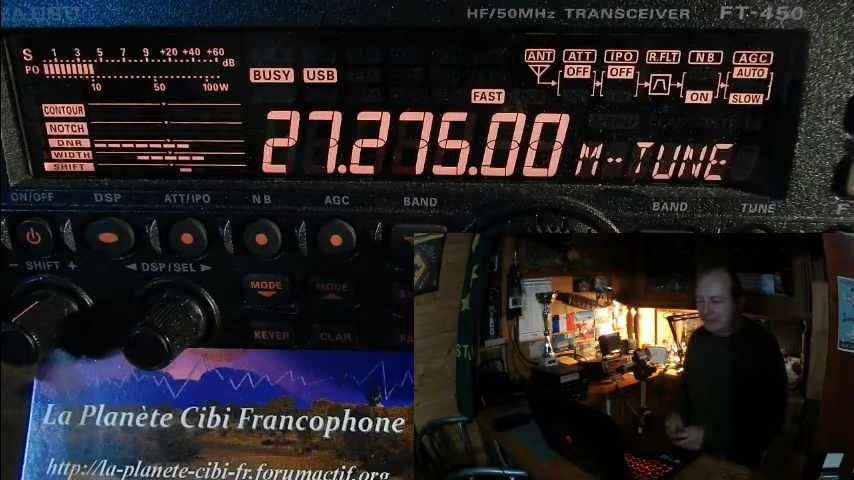 YAESU
HF/50MHz TRANSCEIVER FT-450
S 1 3 5 7 9 +20 +40 +60 dB
PO 10 50 100W
BUSY USB
FAST
ANT ATT IPO R.FLT NB AGC
OFF OFF AUTO
ON SLOW
CONTOUR
NOTCH
DNR
WIDTH
SHIFT
27.275.00 M-TUNE
ON/OFF DSP ATT/IPO NB AGC BAND BAND TUNE
- SHIFT + DSP/SEL
MODE MODE
KEYER CLAR
La Planète Cibi Francophone
http://la-planete-cibi-fr.forumactif.org